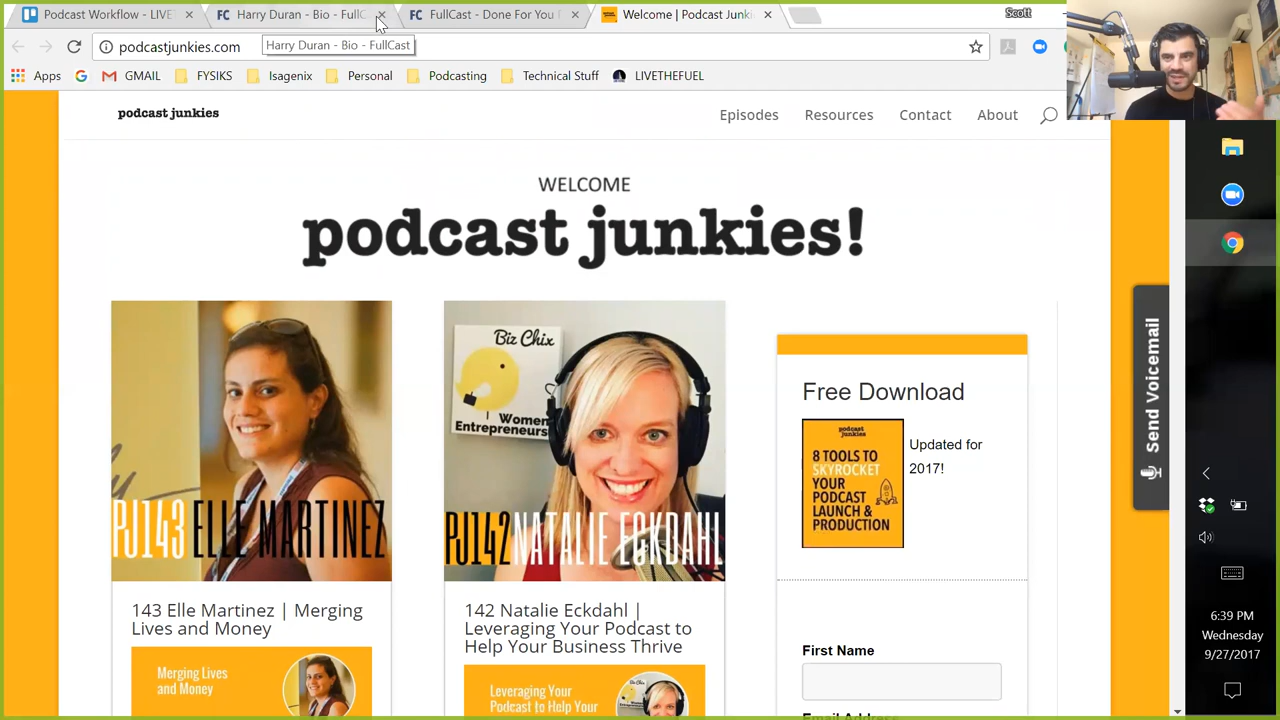 Podcast Workflow - LIVET
Harry Duran - Bio - FullC
FullCast - Done For You
Welcome | Podcast Junki
Scott
podcastjunkies.com
Harry Duran - Bio - FullCast
Apps
GMAIL
FYSIKS
Isagenix
Personal
Podcasting
Technical Stuff
LIVETHEFUEL
podcast junkies
Episodes
Resources
Contact
About
WELCOME
podcast junkies!
PJ143 ELLE MARTINEZ
143 Elle Martinez | Merging
Lives and Money
Merging Lives
and Money
Biz Chix
Women
Entrepreneurs
PJ142 NATALIE ECKDAHL
142 Natalie Eckdahl |
Leveraging Your Podcast to
Help Your Business Thrive
Leveraging Your
Podcast to Help Your
Free Download
podcast
junkies
8 TOOLS TO
SKYROCKET
YOUR
PODCAST
LAUNCH &
PRODUCTION
Updated for
2017!
First Name
Email Address
Send Voicemail
6:39 PM
Wednesday
9/27/2017